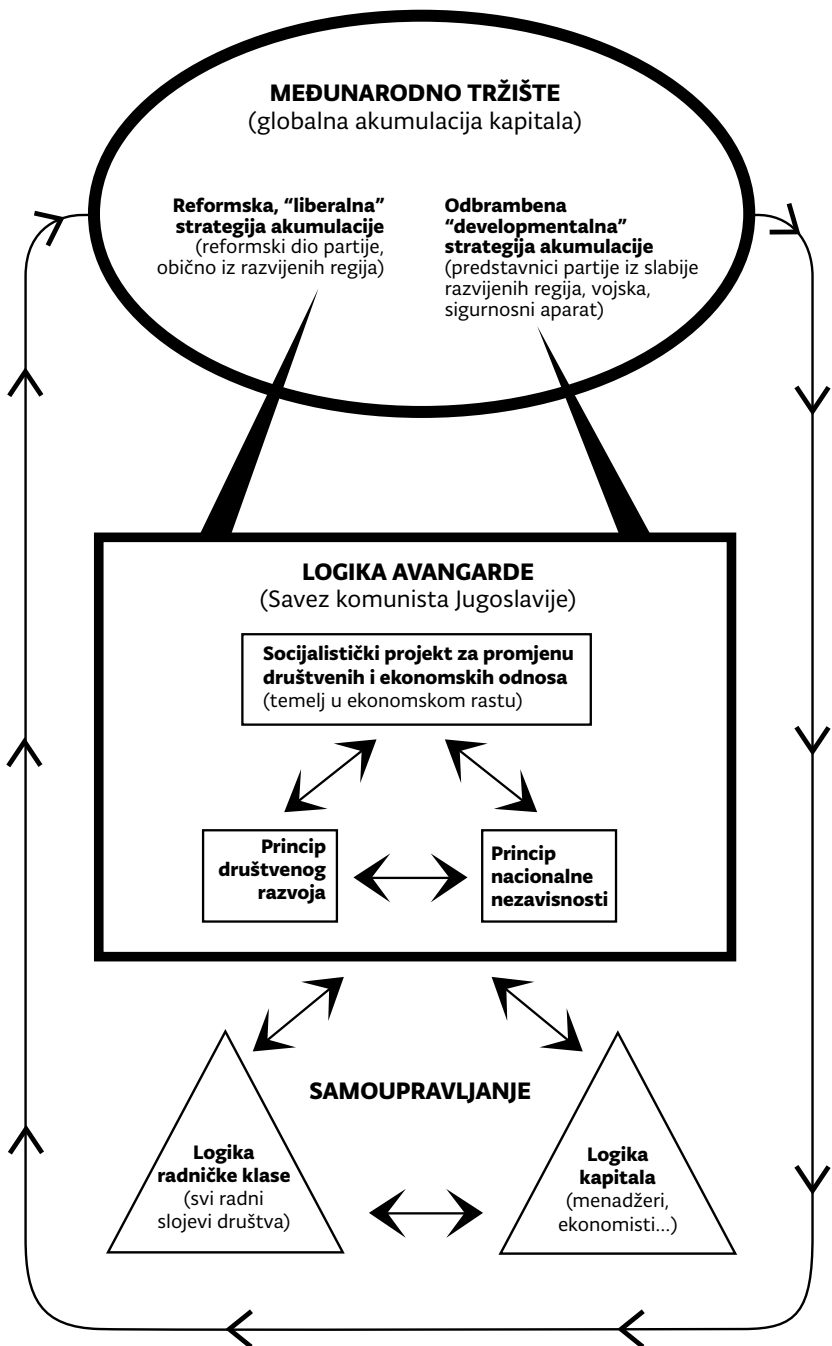 MEĐUNARODNO TRŽIŠTE
(globalna akumulacija kapitala)
Reformska, “liberalna”
strategija akumulacije
(reformski dio partije,
obično iz razvijenih regija)
Odbrambena
“developmentalna”
strategija akumulacije
(predstavnici partije iz slabije
razvijenih regija, vojska,
sigurnosni aparat)
LOGIKA AVANGARDE
(Savez komunista Jugoslavije)
Socijalistički projekt za promjenu
društvenih i ekonomskih odnosa
(temelj u ekonomskom rastu)
Princip
društvenog
razvoja
Princip
nacionalne
nezavisnosti
SAMOUPRAVLJANJE
Logika
radničke klase
(svi radni
slojevi društva)
Logika
kapitala
(menadžeri,
ekonomisti...)